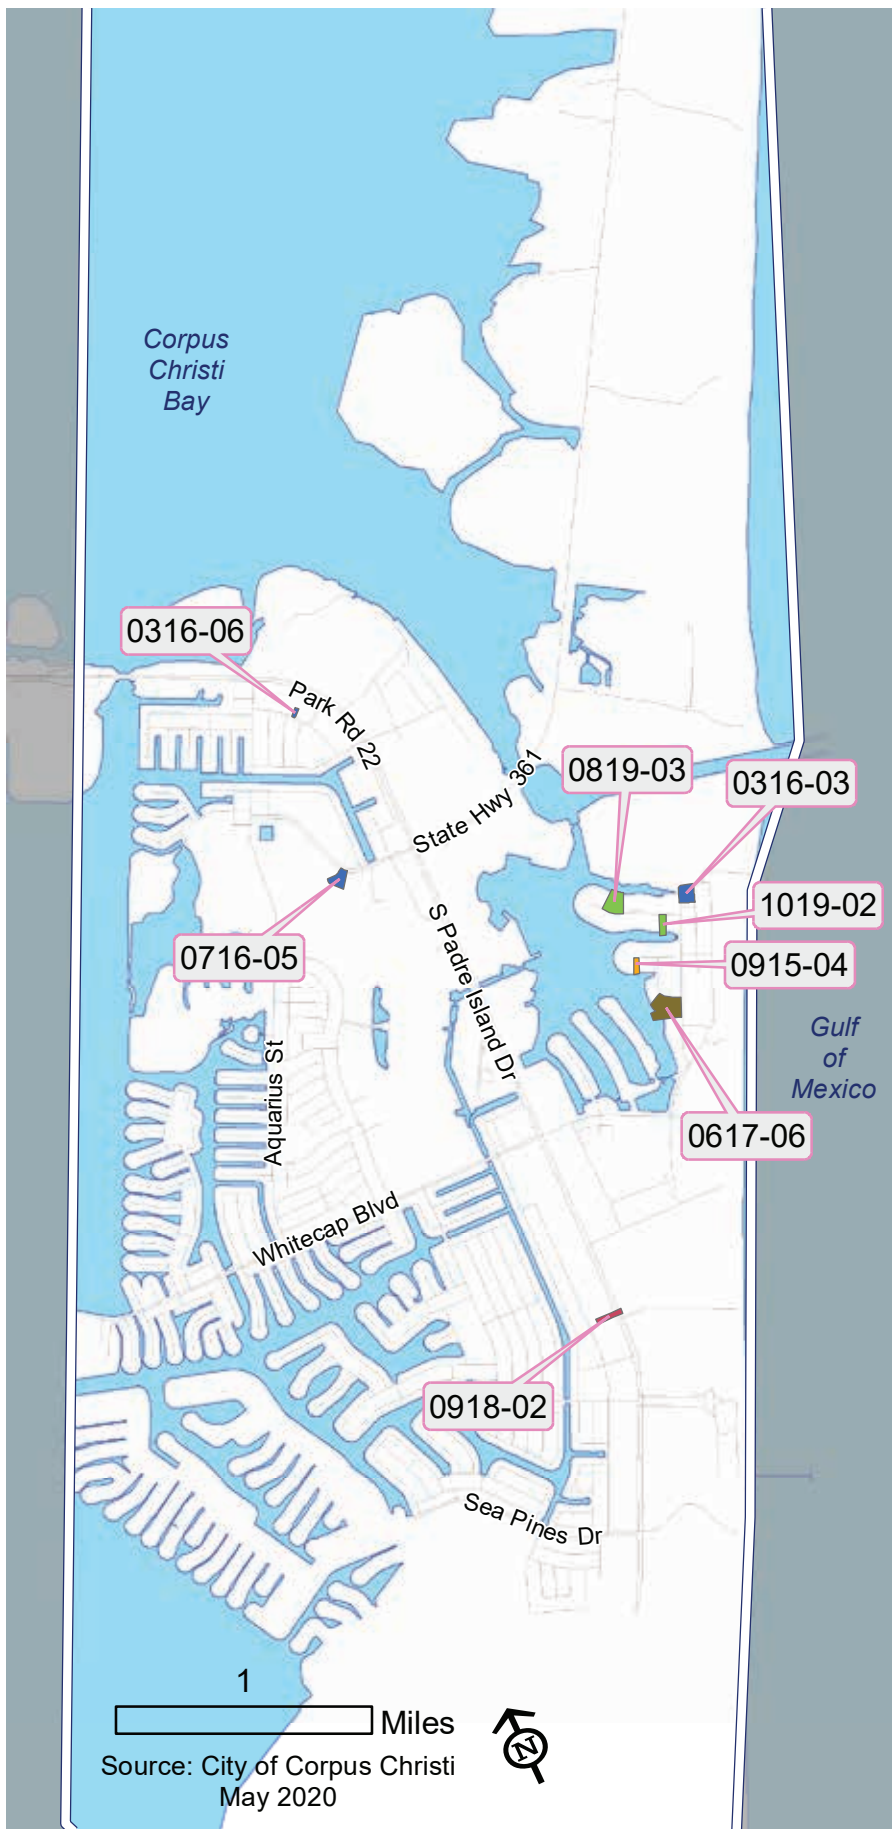 Corpus
Christi
Bay
0316-06
Park Rd 22
State Hwy 361
0819-03
0316-03
1019-02
0716-05
S Padre Island Dr
0915-04
Gulf
of
Mexico
Aquarius St
0617-06
Whitecap Blvd
0918-02
Sea Pines Dr
1
Miles
N
Source: City of Corpus Christi
May 2020